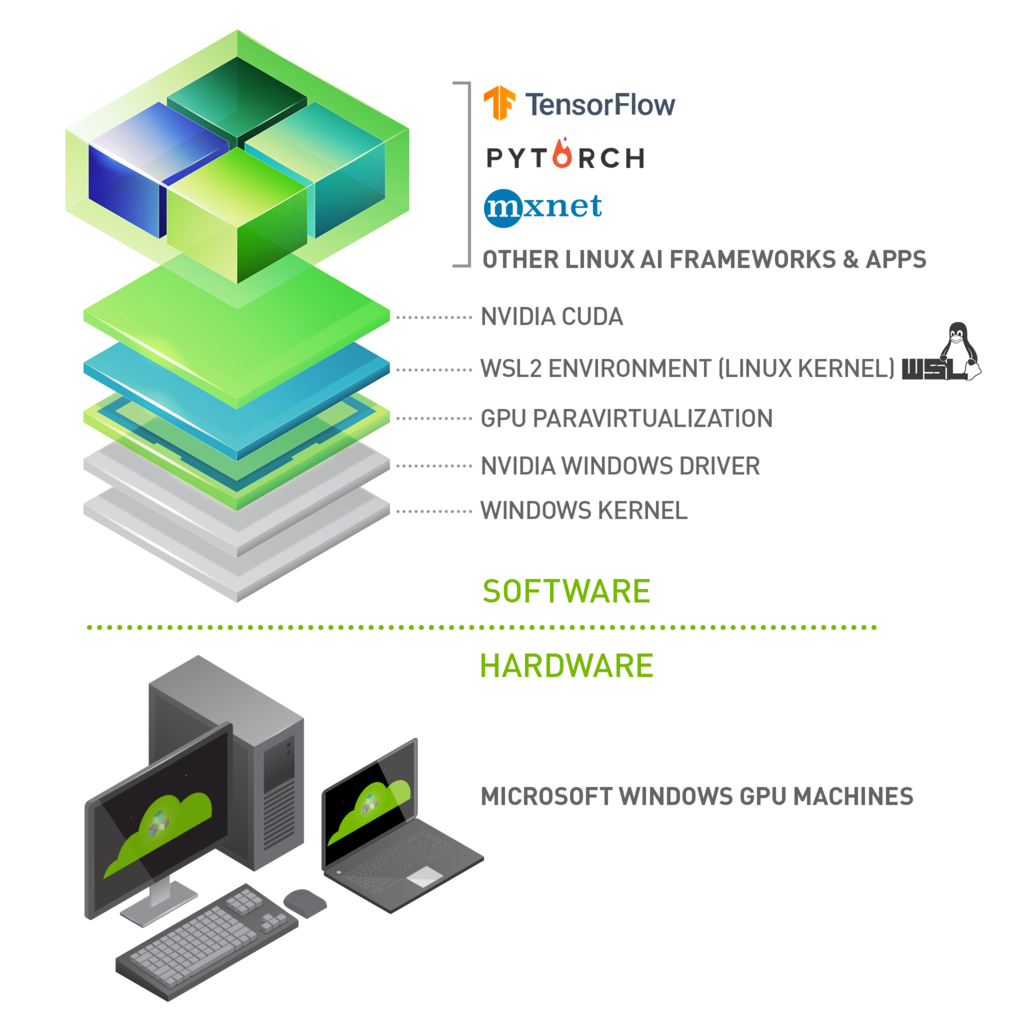 TensorFlow
PYTORCH
mxnet
OTHER LINUX AI FRAMEWORKS & APPS
NVIDIA CUDA
WSL2 ENVIRONMENT (LINUX KERNEL) WSL
GPU PARAVIRTUALIZATION
NVIDIA WINDOWS DRIVER
WINDOWS KERNEL
SOFTWARE
HARDWARE
MICROSOFT WINDOWS GPU MACHINES